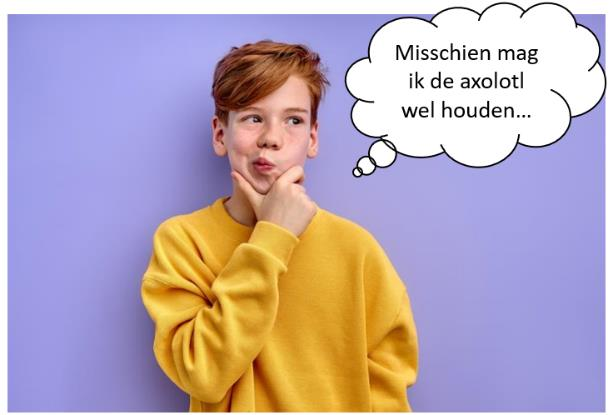 Misschien mag
ik de axolotl
wel houden...